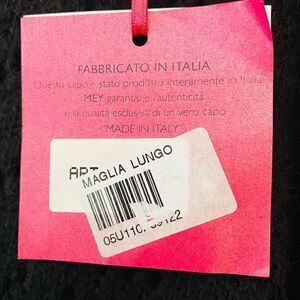 FABBRICATO IN ITALIA
Questo capo è stato prodotto interamente in Italia
MEY garantisce l'autenticità
e la qualità esclusiva di un vero capo
"MADE IN ITALY"
ART
MAGLIA LUNGO
05U110.